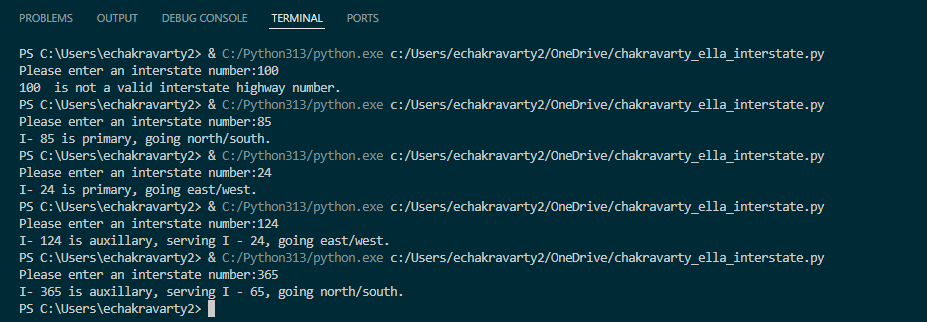 PROBLEMS OUTPUT DEBUG CONSOLE TERMINAL PORTS
PS C:\Users\echakravarty2> & C:/Python313/python.exe c:/Users/echakravarty2/OneDrive/chakravarty_ella_interstate.py
Please enter an interstate number:100
100  is not a valid interstate highway number.
PS C:\Users\echakravarty2> & C:/Python313/python.exe c:/Users/echakravarty2/OneDrive/chakravarty_ella_interstate.py
Please enter an interstate number:85
I- 85 is primary, going north/south.
PS C:\Users\echakravarty2> & C:/Python313/python.exe c:/Users/echakravarty2/OneDrive/chakravarty_ella_interstate.py
Please enter an interstate number:24
I- 24 is primary, going east/west.
PS C:\Users\echakravarty2> & C:/Python313/python.exe c:/Users/echakravarty2/OneDrive/chakravarty_ella_interstate.py
Please enter an interstate number:124
I- 124 is auxillary, serving I - 24, going east/west.
PS C:\Users\echakravarty2> & C:/Python313/python.exe c:/Users/echakravarty2/OneDrive/chakravarty_ella_interstate.py
Please enter an interstate number:365
I- 365 is auxillary, serving I - 65, going north/south.
PS C:\Users\echakravarty2>